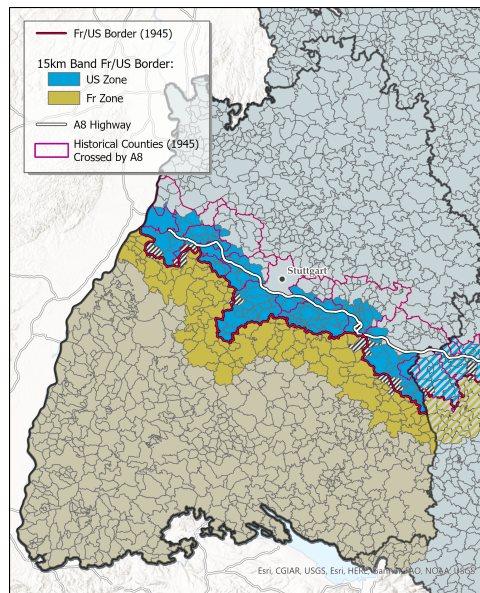 Fr/US Border (1945)
15km Band Fr/US Border:
US Zone
Fr Zone
A8 Highway
Historical Counties (1945)
Crossed by A8
Stuttgart
Esri, CGIAR, USGS, Esri, HERE, Garmin, FAO, NOAA, USGS